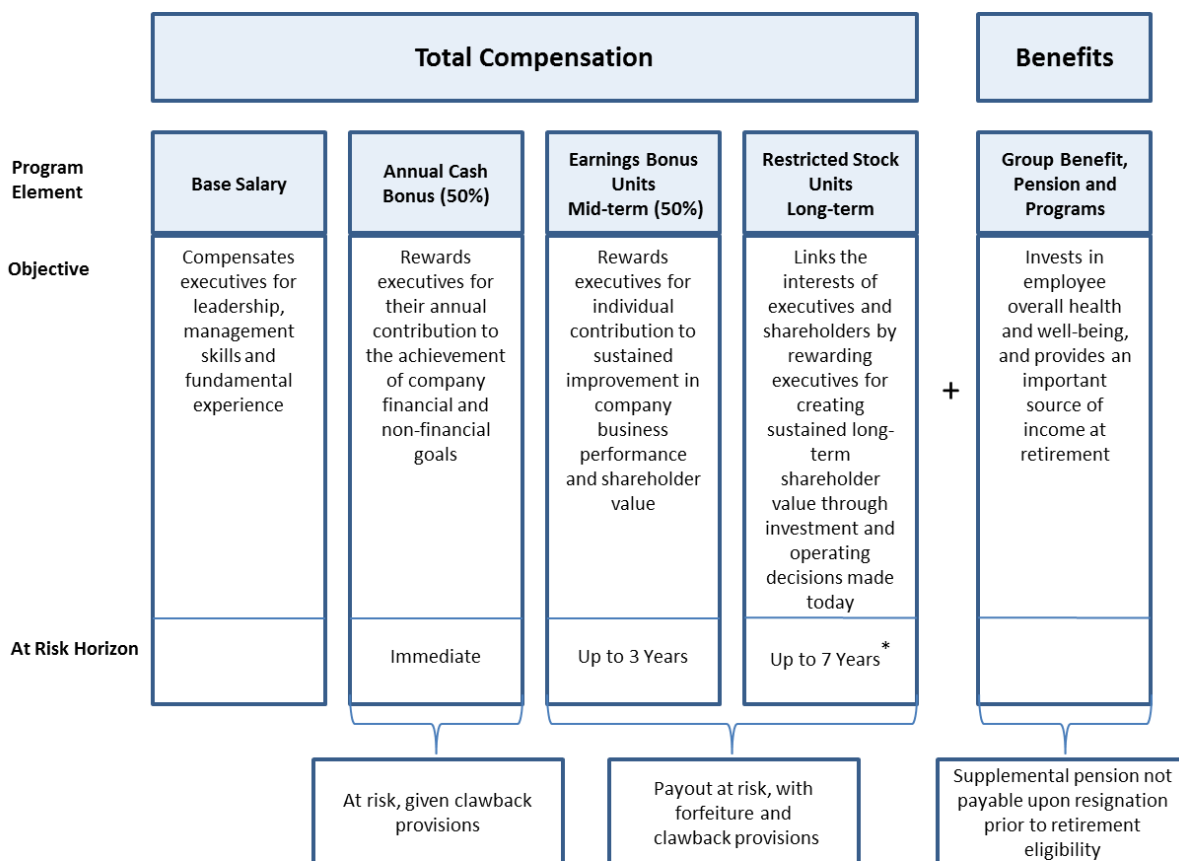 Total Compensation
Benefits
Program
Element
Base Salary
Annual Cash
Bonus (50%)
Earnings Bonus
Units
Mid-term (50%)
Restricted Stock
Units
Long-term
Group Benefit,
Pension and
Programs
Objective
Compensates
executives for
leadership,
management
skills and
fundamental
experience
Rewards
executives for
their annual
contribution to
the achievement
of company
financial and
non-financial
goals
Rewards
executives for
individual
contribution to
sustained
improvement in
company
business
performance
and shareholder
value
Links the
interests of
executives and
shareholders by
rewarding
executives for
creating
sustained long-
term
shareholder
value through
investment and
operating
decisions made
today
+
Invests in
employee
overall health
and well-being,
and provides an
important
source of
income at
retirement
At Risk Horizon
Immediate
Up to 3 Years
Up to 7 Years*
At risk, given clawback
provisions
Payout at risk, with
forfeiture and
clawback provisions
Supplemental pension not
payable upon resignation
prior to retirement
eligibility